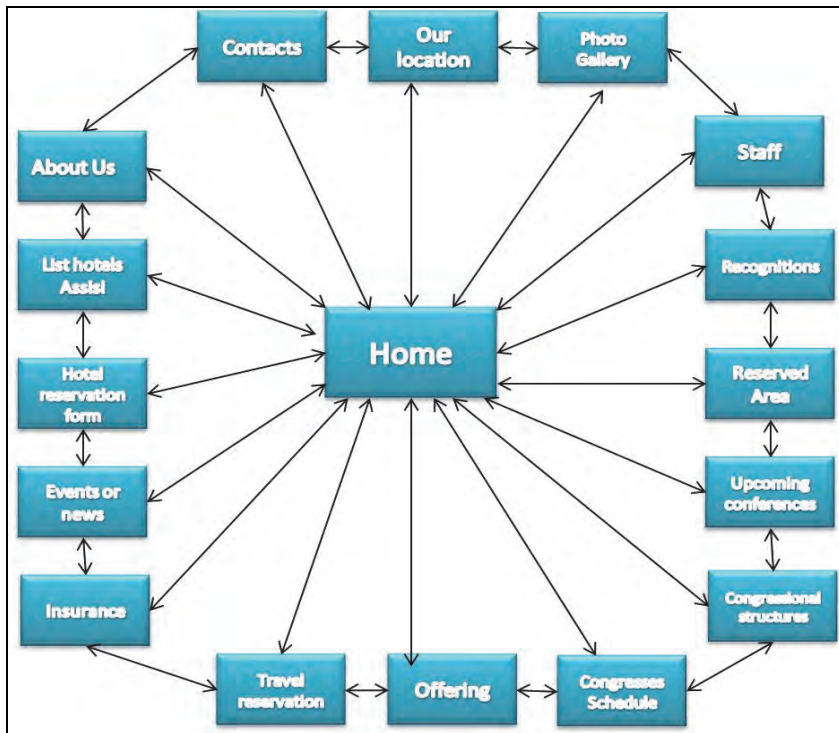 Contacts
Our
location
Photo
Gallery
About Us
Staff
List hotels
Assisi
Recognitions
Home
Hotel
reservation
form
Reserved
Area
Events or
news
Upcoming
conferences
Insurance
Congressional
structures
Travel
reservation
Offering
Congresses
Schedule